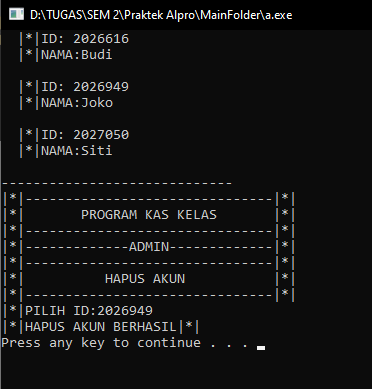 D:\TUGAS\SEM 2\Praktek Alpro\MainFolder\a.exe
|*|ID: 2026616
|*|NAMA:Budi
|*|ID: 2026949
|*|NAMA:Joko
|*|ID: 2027050
|*|NAMA:Siti
-----------------------------
|*|-------------------------------|*|
|*|       PROGRAM KAS KELAS       |*|
|*|-------------------------------|*|
|*|-------------ADMIN-------------|*|
|*|-------------------------------|*|
|*|          HAPUS AKUN           |*|
|*|-------------------------------|*|
|*|PILIH ID:2026949
|*|HAPUS AKUN BERHASIL|*|
Press any key to continue . . .